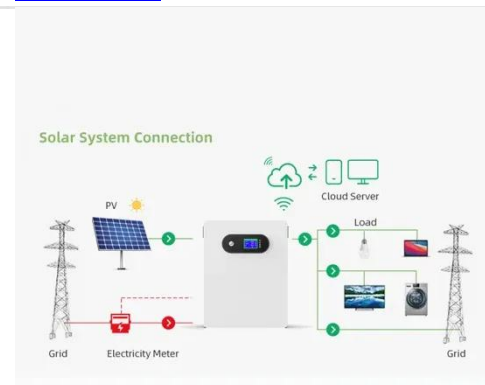 Solar System Connection
Cloud Server
PV
Load
Grid
Electricity Meter
Grid